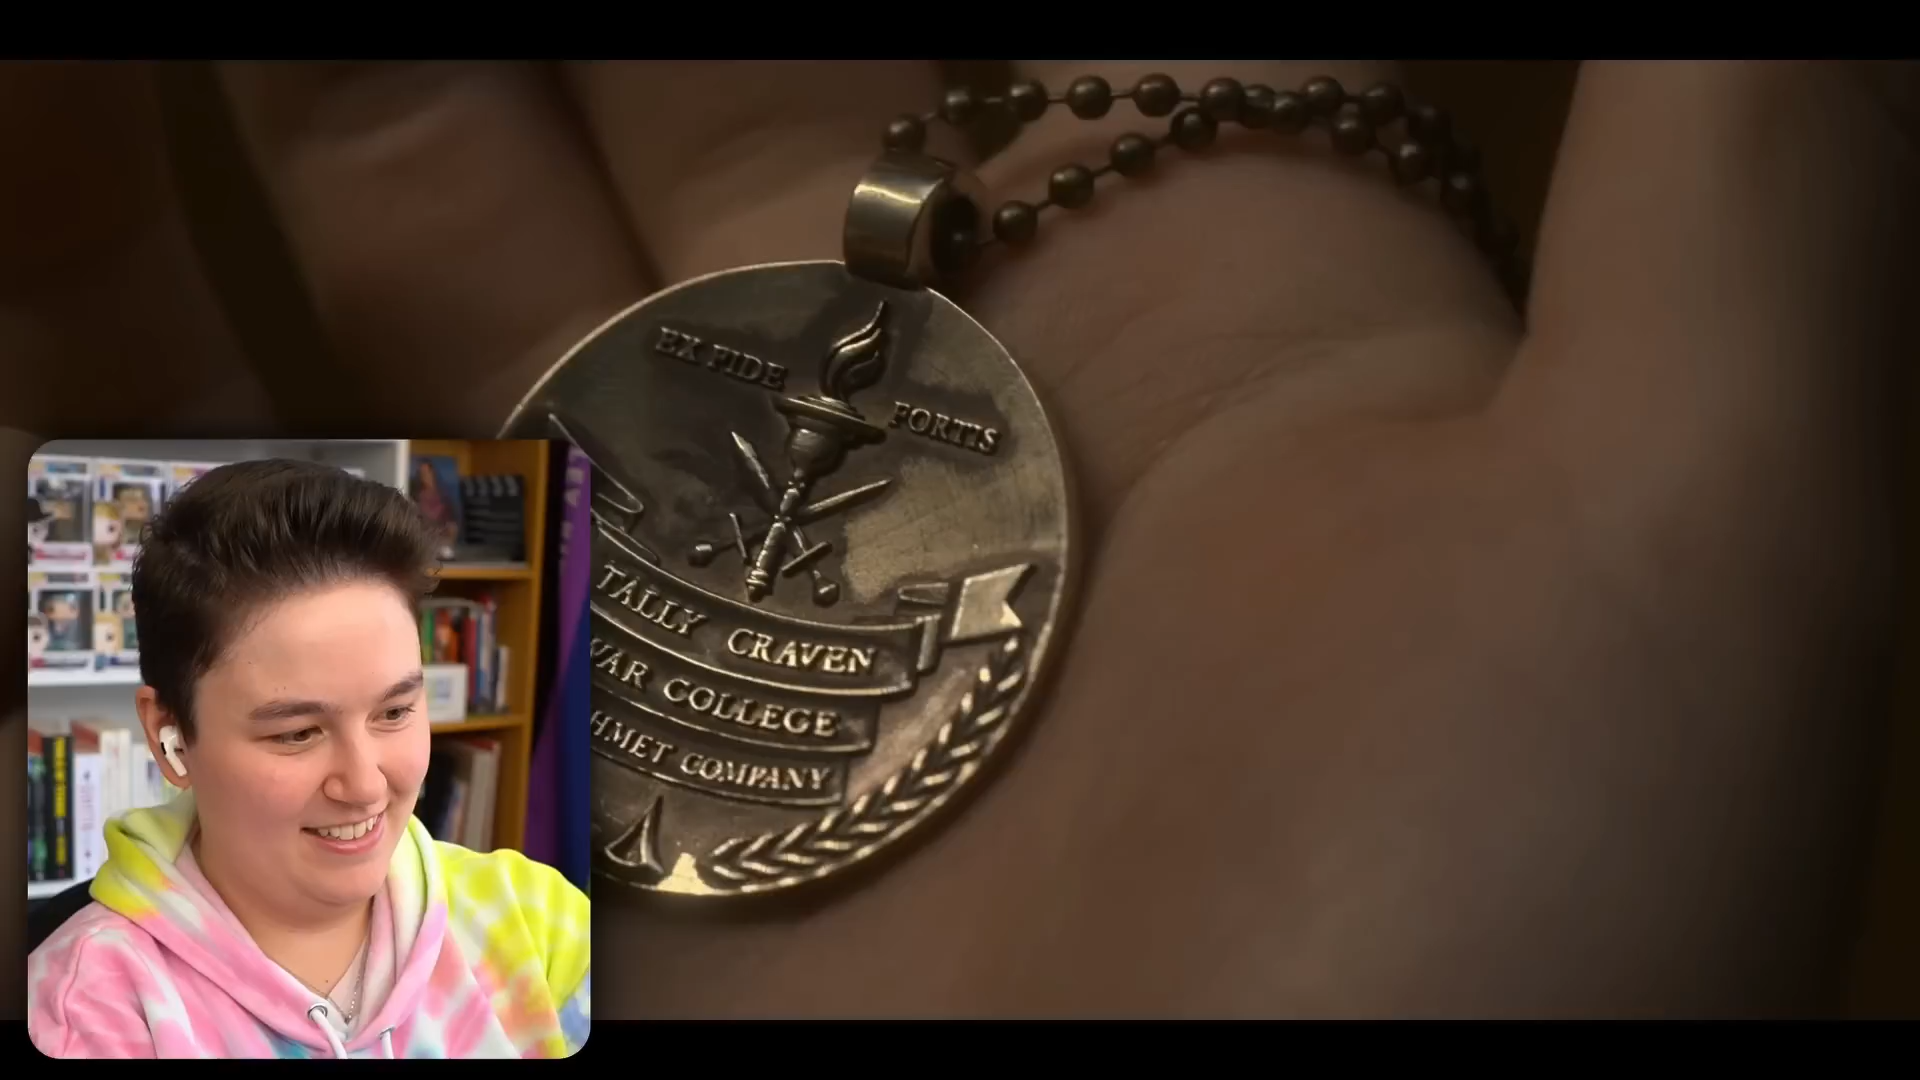 EX FIDE
FORTIS
TALLY CRAVEN
WAR COLLEGE
COMPANY